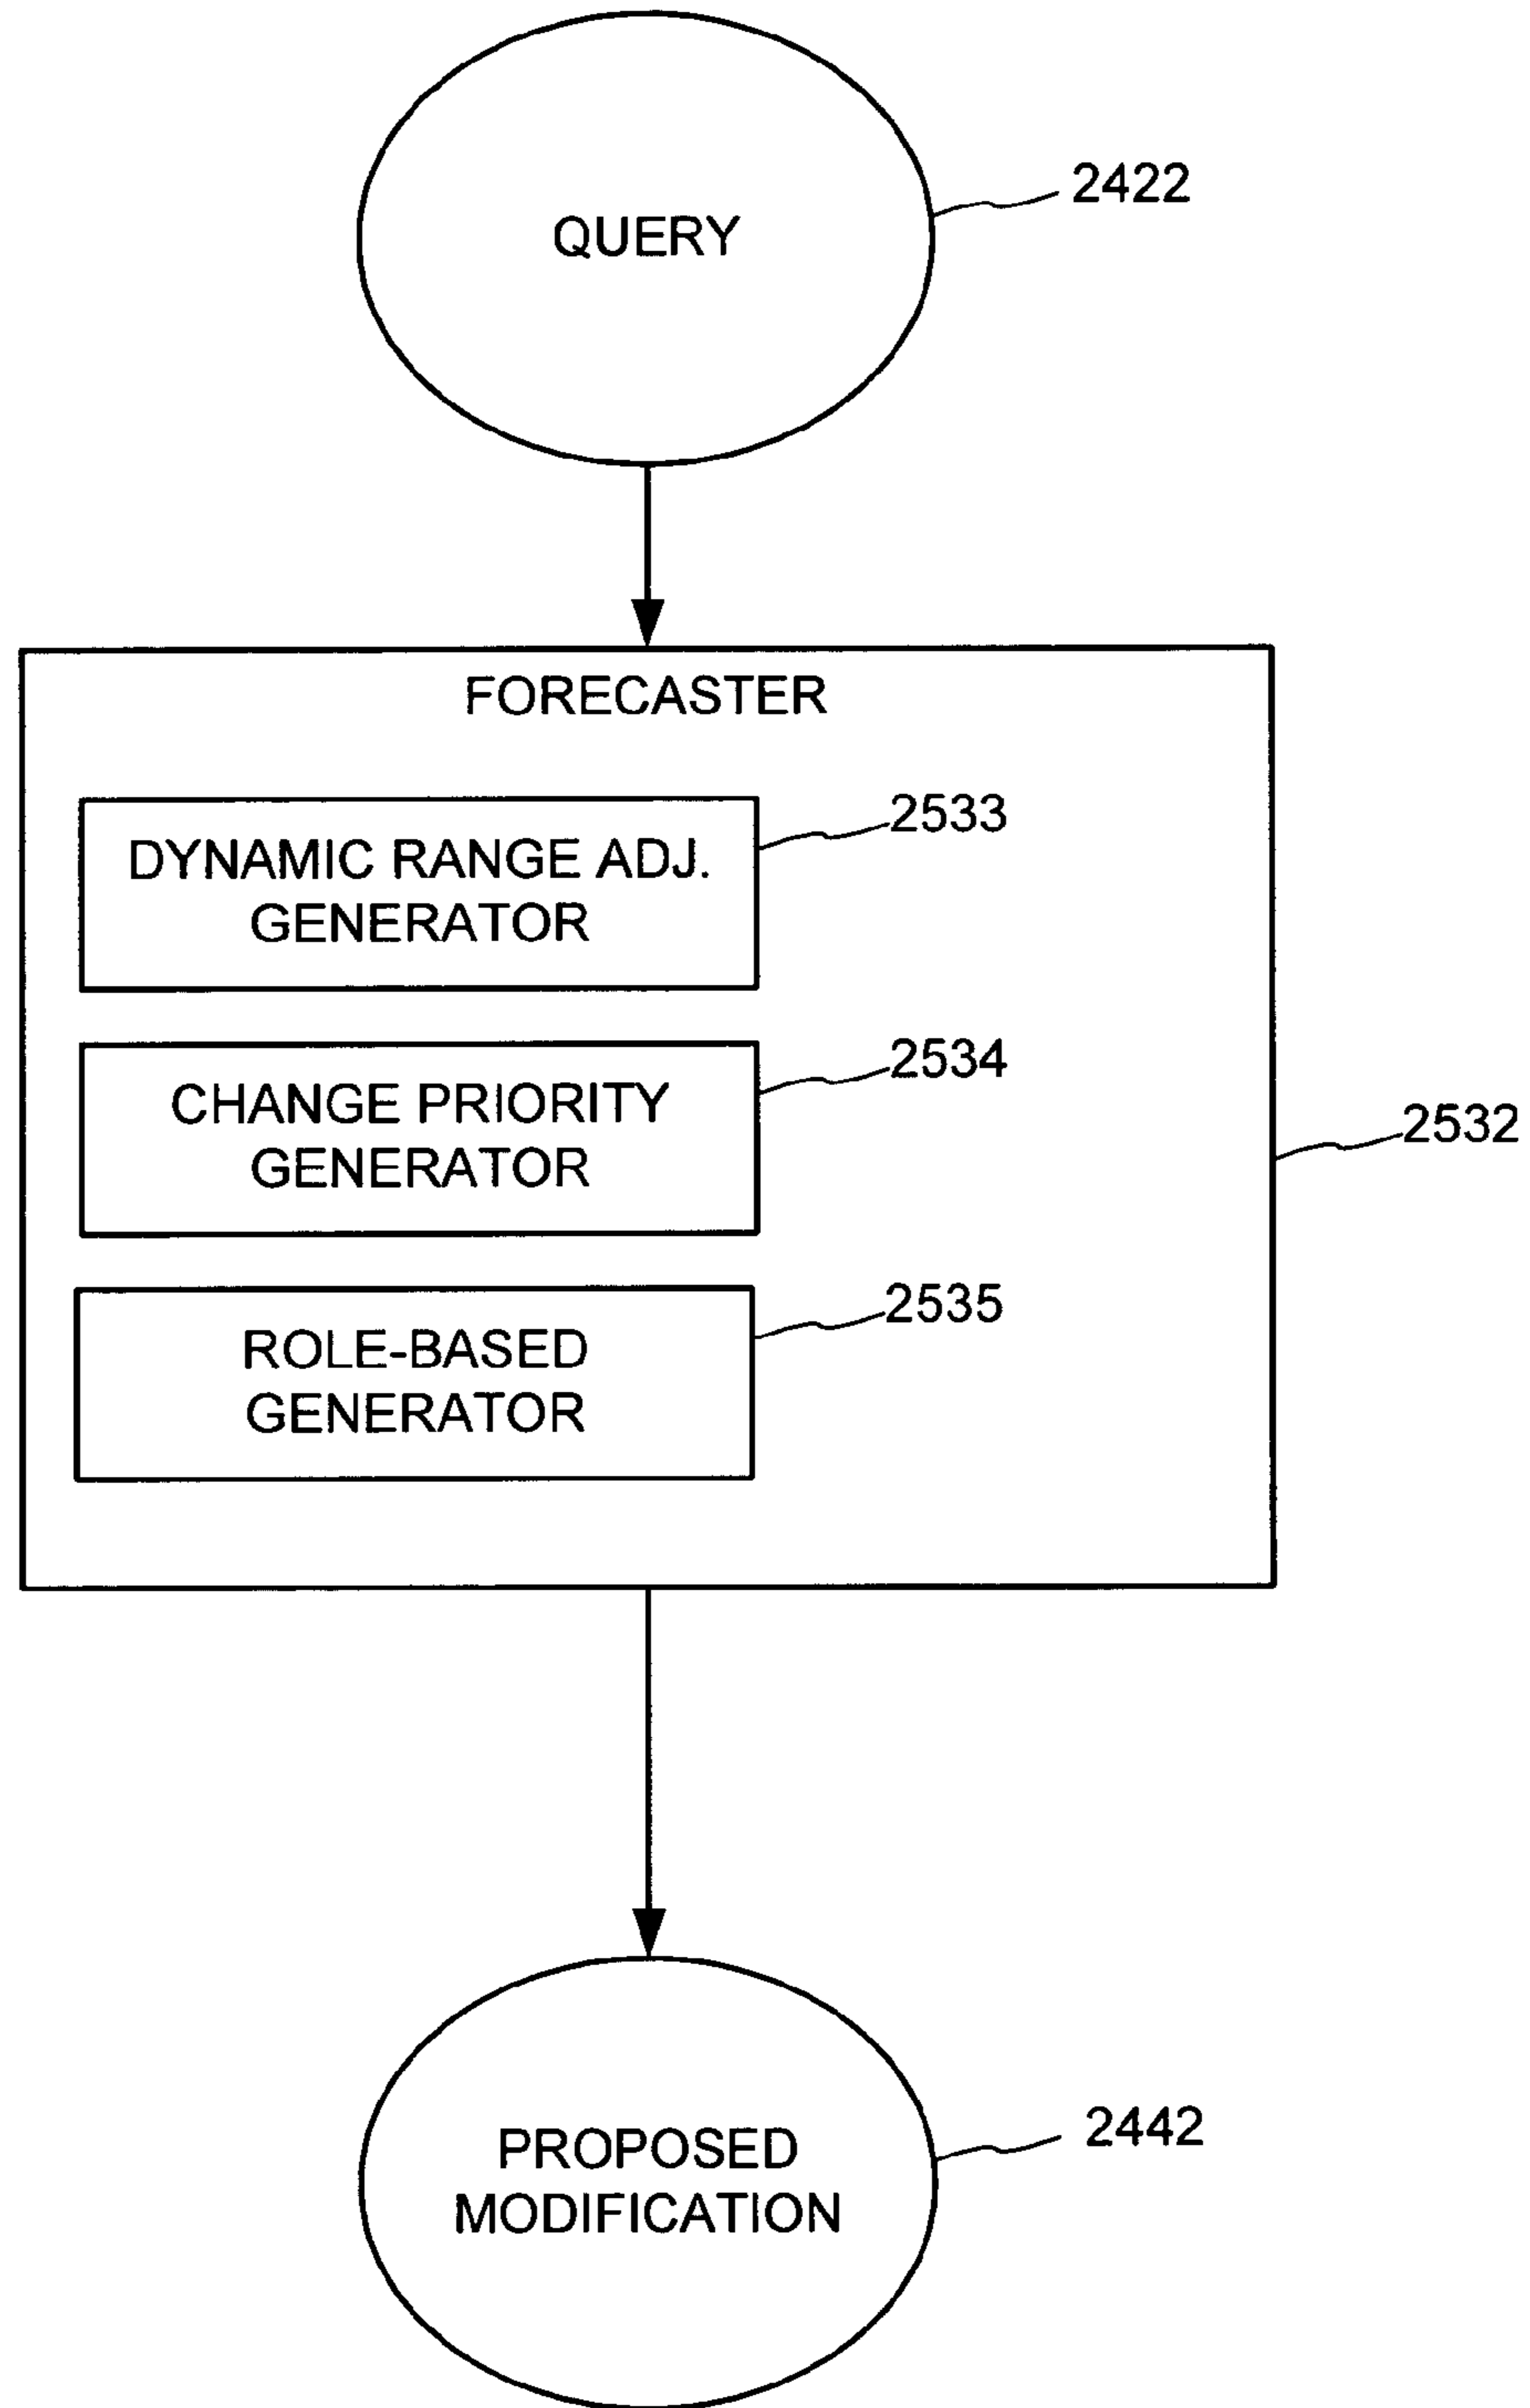 QUERY
2422
FORECASTER
2533
DYNAMIC RANGE ADJ.
GENERATOR
2534
CHANGE PRIORITY
GENERATOR
2532
2535
ROLE-BASED
GENERATOR
2442
PROPOSED
MODIFICATION